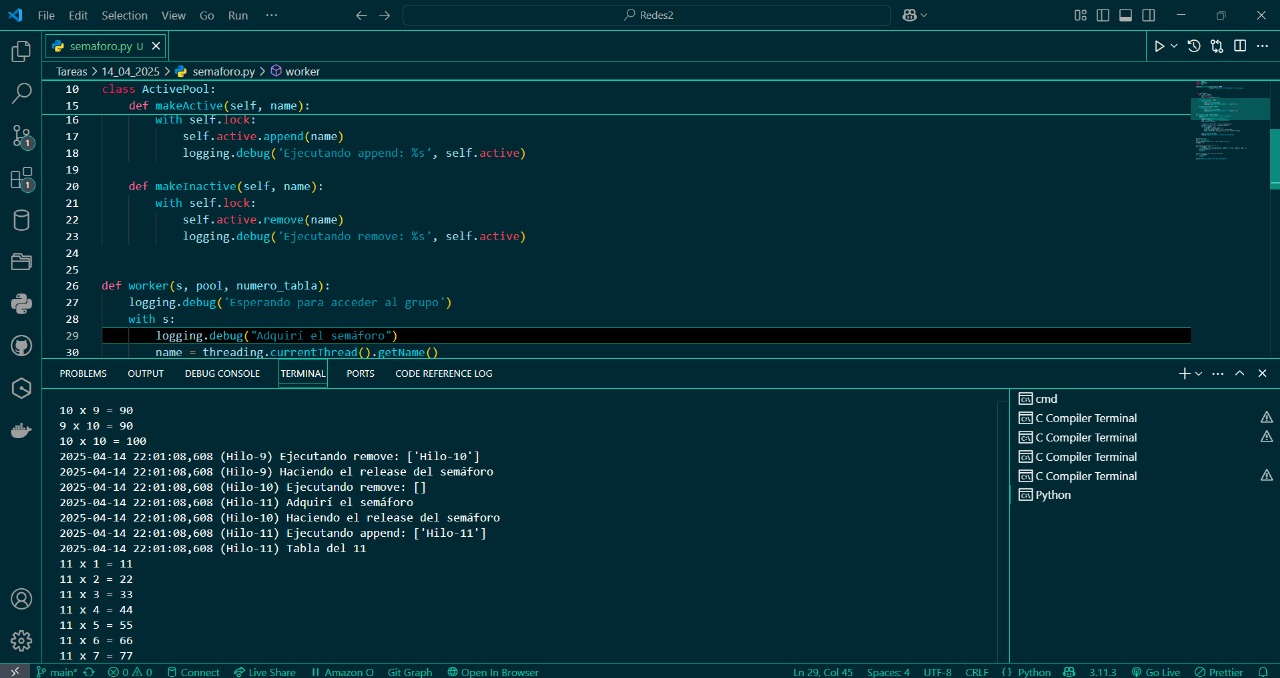 File Edit Selection View Go Run ··· Redes2
semaforo.py U
Tareas > 14_04_2025 > semaforo.py > worker
10 class ActivePool:
15 def makeActive(self, name):
16 with self.lock:
17 self.active.append(name)
18 logging.debug('Ejecutando append: %s', self.active)
19
20 def makeInactive(self, name):
21 with self.lock:
22 self.active.remove(name)
23 logging.debug('Ejecutando remove: %s', self.active)
24
25
26 def worker(s, pool, numero_tabla):
27 logging.debug('Esperando para acceder al grupo')
28 with s:
29 logging.debug("Adquirí el semáforo")
30 name = threading.currentThread().getName()
PROBLEMS OUTPUT DEBUG CONSOLE TERMINAL PORTS CODE REFERENCE LOG
10 x 9 = 90
9 x 10 = 90
10 x 10 = 100
2025-04-14 22:01:08,608 (Hilo-9) Ejecutando remove: ['Hilo-10']
2025-04-14 22:01:08,608 (Hilo-9) Haciendo el release del semáforo
2025-04-14 22:01:08,608 (Hilo-10) Ejecutando remove: []
2025-04-14 22:01:08,608 (Hilo-11) Adquirí el semáforo
2025-04-14 22:01:08,608 (Hilo-10) Haciendo el release del semáforo
2025-04-14 22:01:08,608 (Hilo-11) Ejecutando append: ['Hilo-11']
2025-04-14 22:01:08,608 (Hilo-11) Tabla del 11
11 x 1 = 11
11 x 2 = 22
11 x 3 = 33
11 x 4 = 44
11 x 5 = 55
11 x 6 = 66
11 x 7 = 77
cmd
C Compiler Terminal
C Compiler Terminal
C Compiler Terminal
C Compiler Terminal
Python
1
1
main* 0 0 Connect Live Share Amazon Q Git Graph Open In Browser Ln 29, Col 45 Spaces: 4 UTF-8 CRLF {} Python 3.11.3 Go Live Prettier